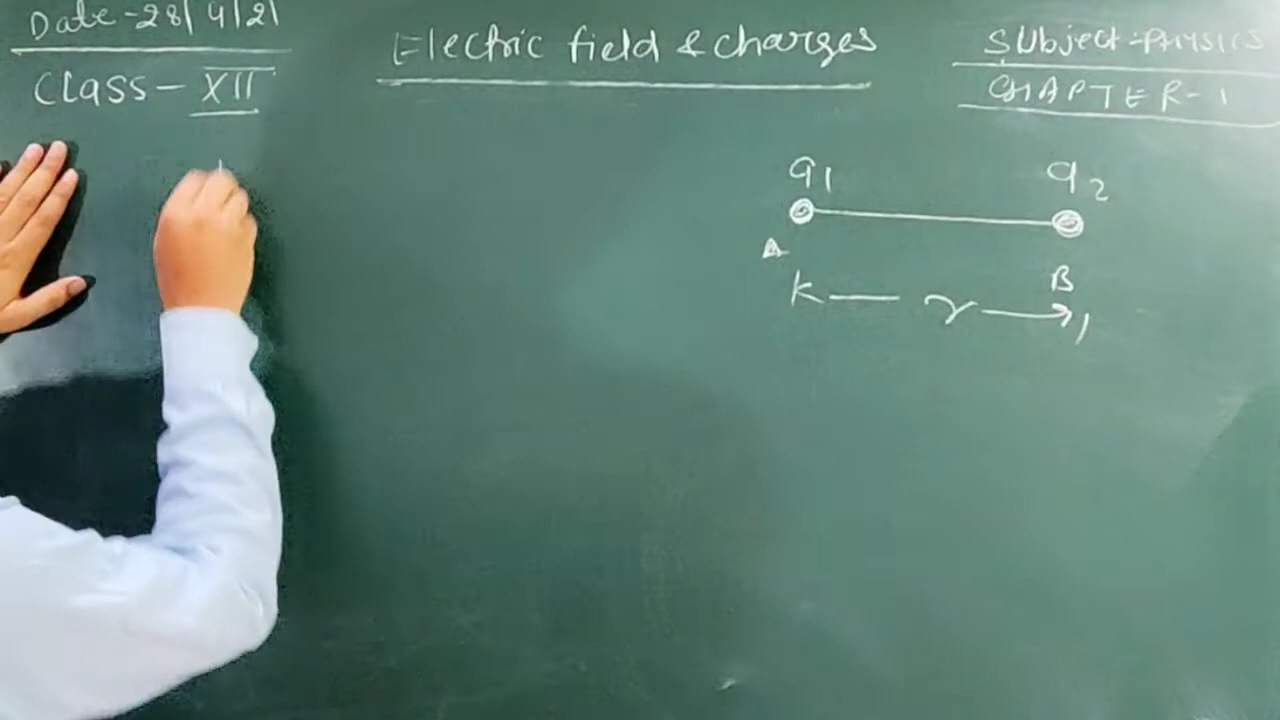 Date-28/4/21
Class-XII
Electric field & charges
Subject:-PHYSICS
CHAPTER-1
q1 q2
A B
r